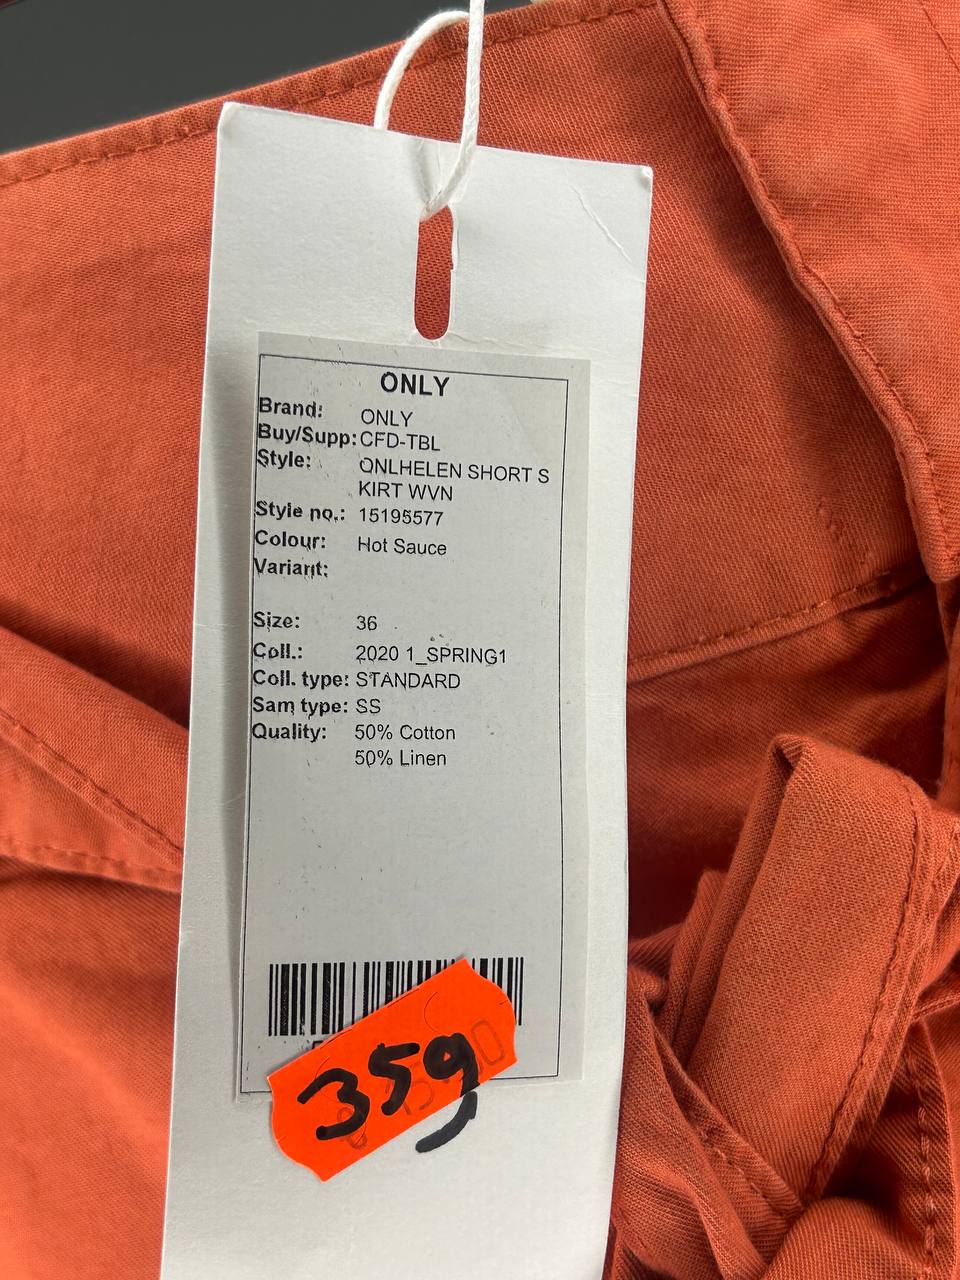 ONLY
Brand: ONLY
Buy/Supp: CFD-TBL
Style: ONLHELEN SHORT S
KIRT WVN
Style no.: 15195577
Colour: Hot Sauce
Variant:
Size: 36
Coll.: 2020 1_SPRING1
Coll. type: STANDARD
Sam type: SS
Quality: 50% Cotton
50% Linen
359